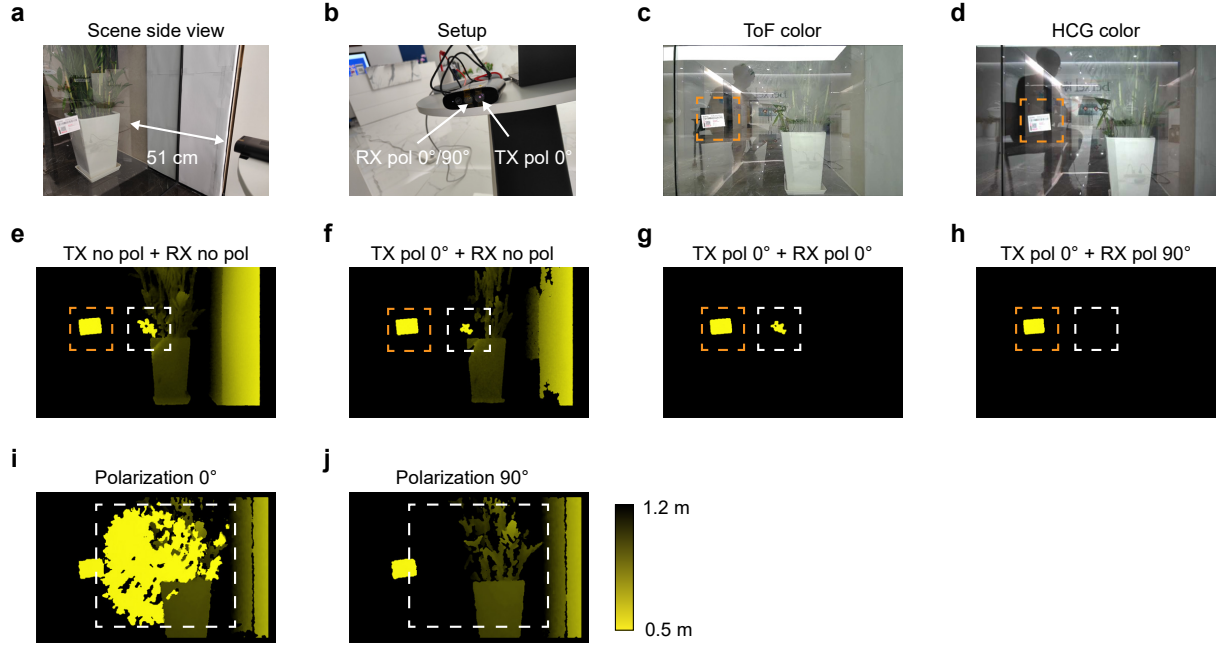 a
Scene side view
b
Setup
c
ToF color
d
HCG color
51 cm
RX pol 0°/90°
TX pol 0°
e
TX no pol + RX no pol
f
TX pol 0° + RX no pol
g
TX pol 0° + RX pol 0°
h
TX pol 0° + RX pol 90°
i
Polarization 0°
j
Polarization 90°
1.2 m
0.5 m